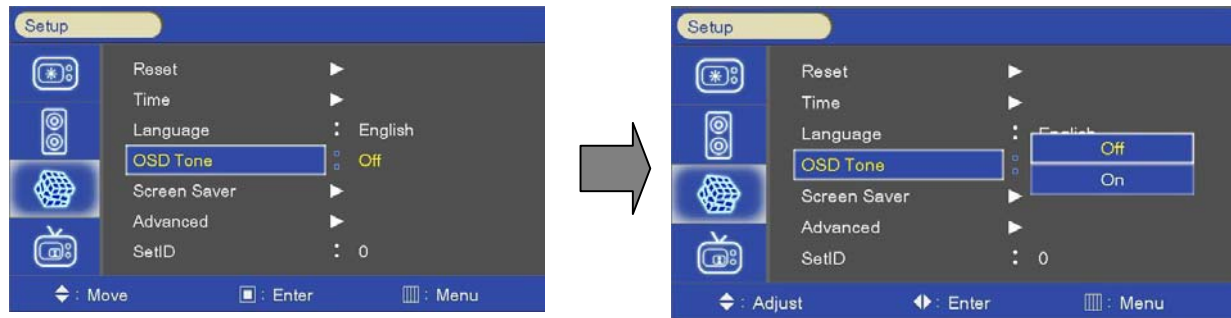 Setup
Reset
Time
Language : English
OSD Tone : Off
Screen Saver
Advanced
SetID : 0
: Move : Enter : Menu
Setup
Reset
Time
Language : English
OSD Tone : Off
On
Screen Saver
Advanced
SetID : 0
: Adjust : Enter : Menu